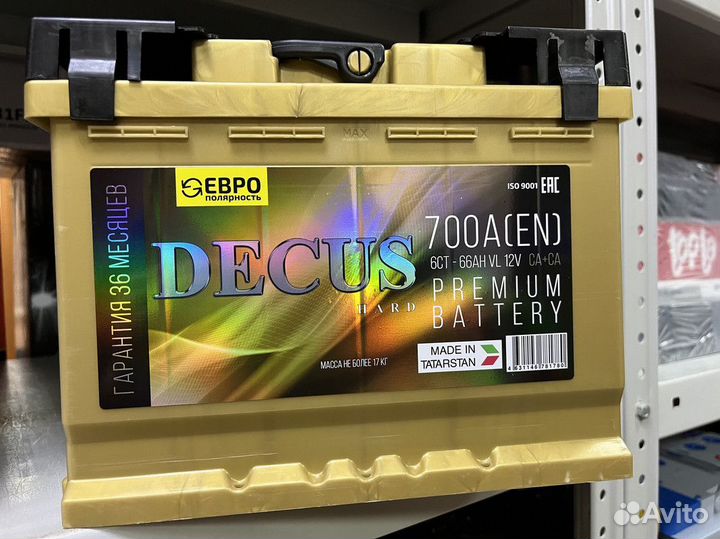 MAX
ISO 9001 EAC
ЕВРО
ПОЛЯРНОСТЬ
ГАРАНТИЯ 36 МЕСЯЦЕВ
DECUS
HARD
700A(EN)
6CT - 66AH VL 12V CA+CA
PREMIUM
BATTERY
МАССА НЕ БОЛЕЕ 17 КГ
MADE IN
TATARSTAN
4631146781780
Avito